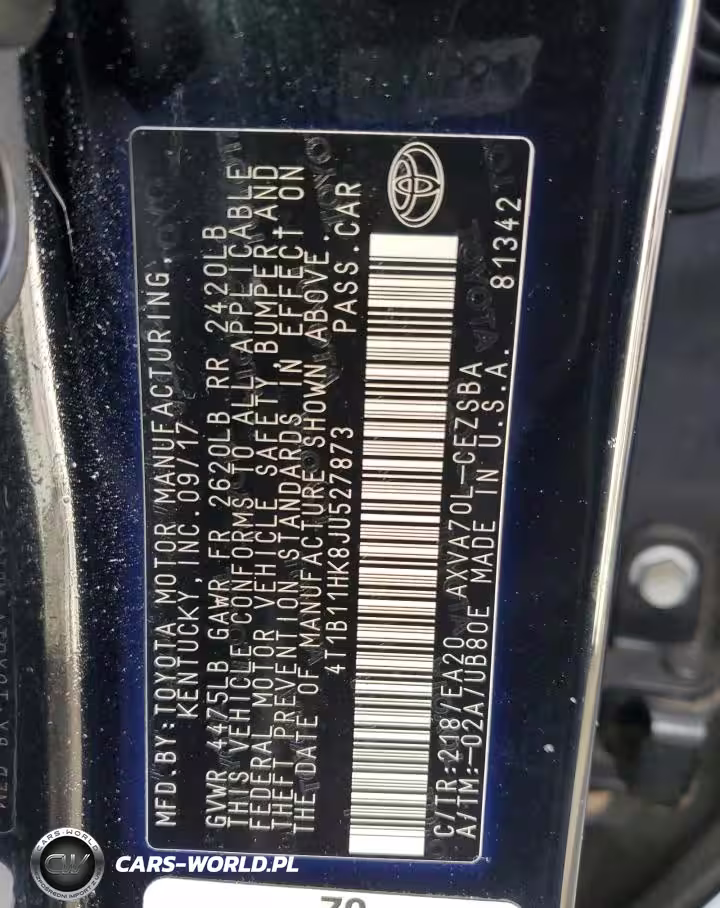 MFD.BY:TOYOTA MOTOR MANUFACTURING,
KENTUCKY,INC 09/17
GVWR 4475LB GAWR FR 2620LB RR 2420LB
THIS VEHICLE CONFORMS TO ALL APPLICABLE
FEDERAL MOTOR VEHICLE SAFETY, BUMPER, AND
THEFT PREVENTION STANDARDS IN EFFECT ON
THE DATE OF MANUFACTURE SHOWN ABOVE.
4T1B11HK8JU527873 PASS.CAR
C/TR:218/EA20 AXVA70L-CEZSBA
A/TM:-02A/UB80E MADE IN U.S.A. 81342
CARS-WORLD
CW
CARS-WORLD.PL